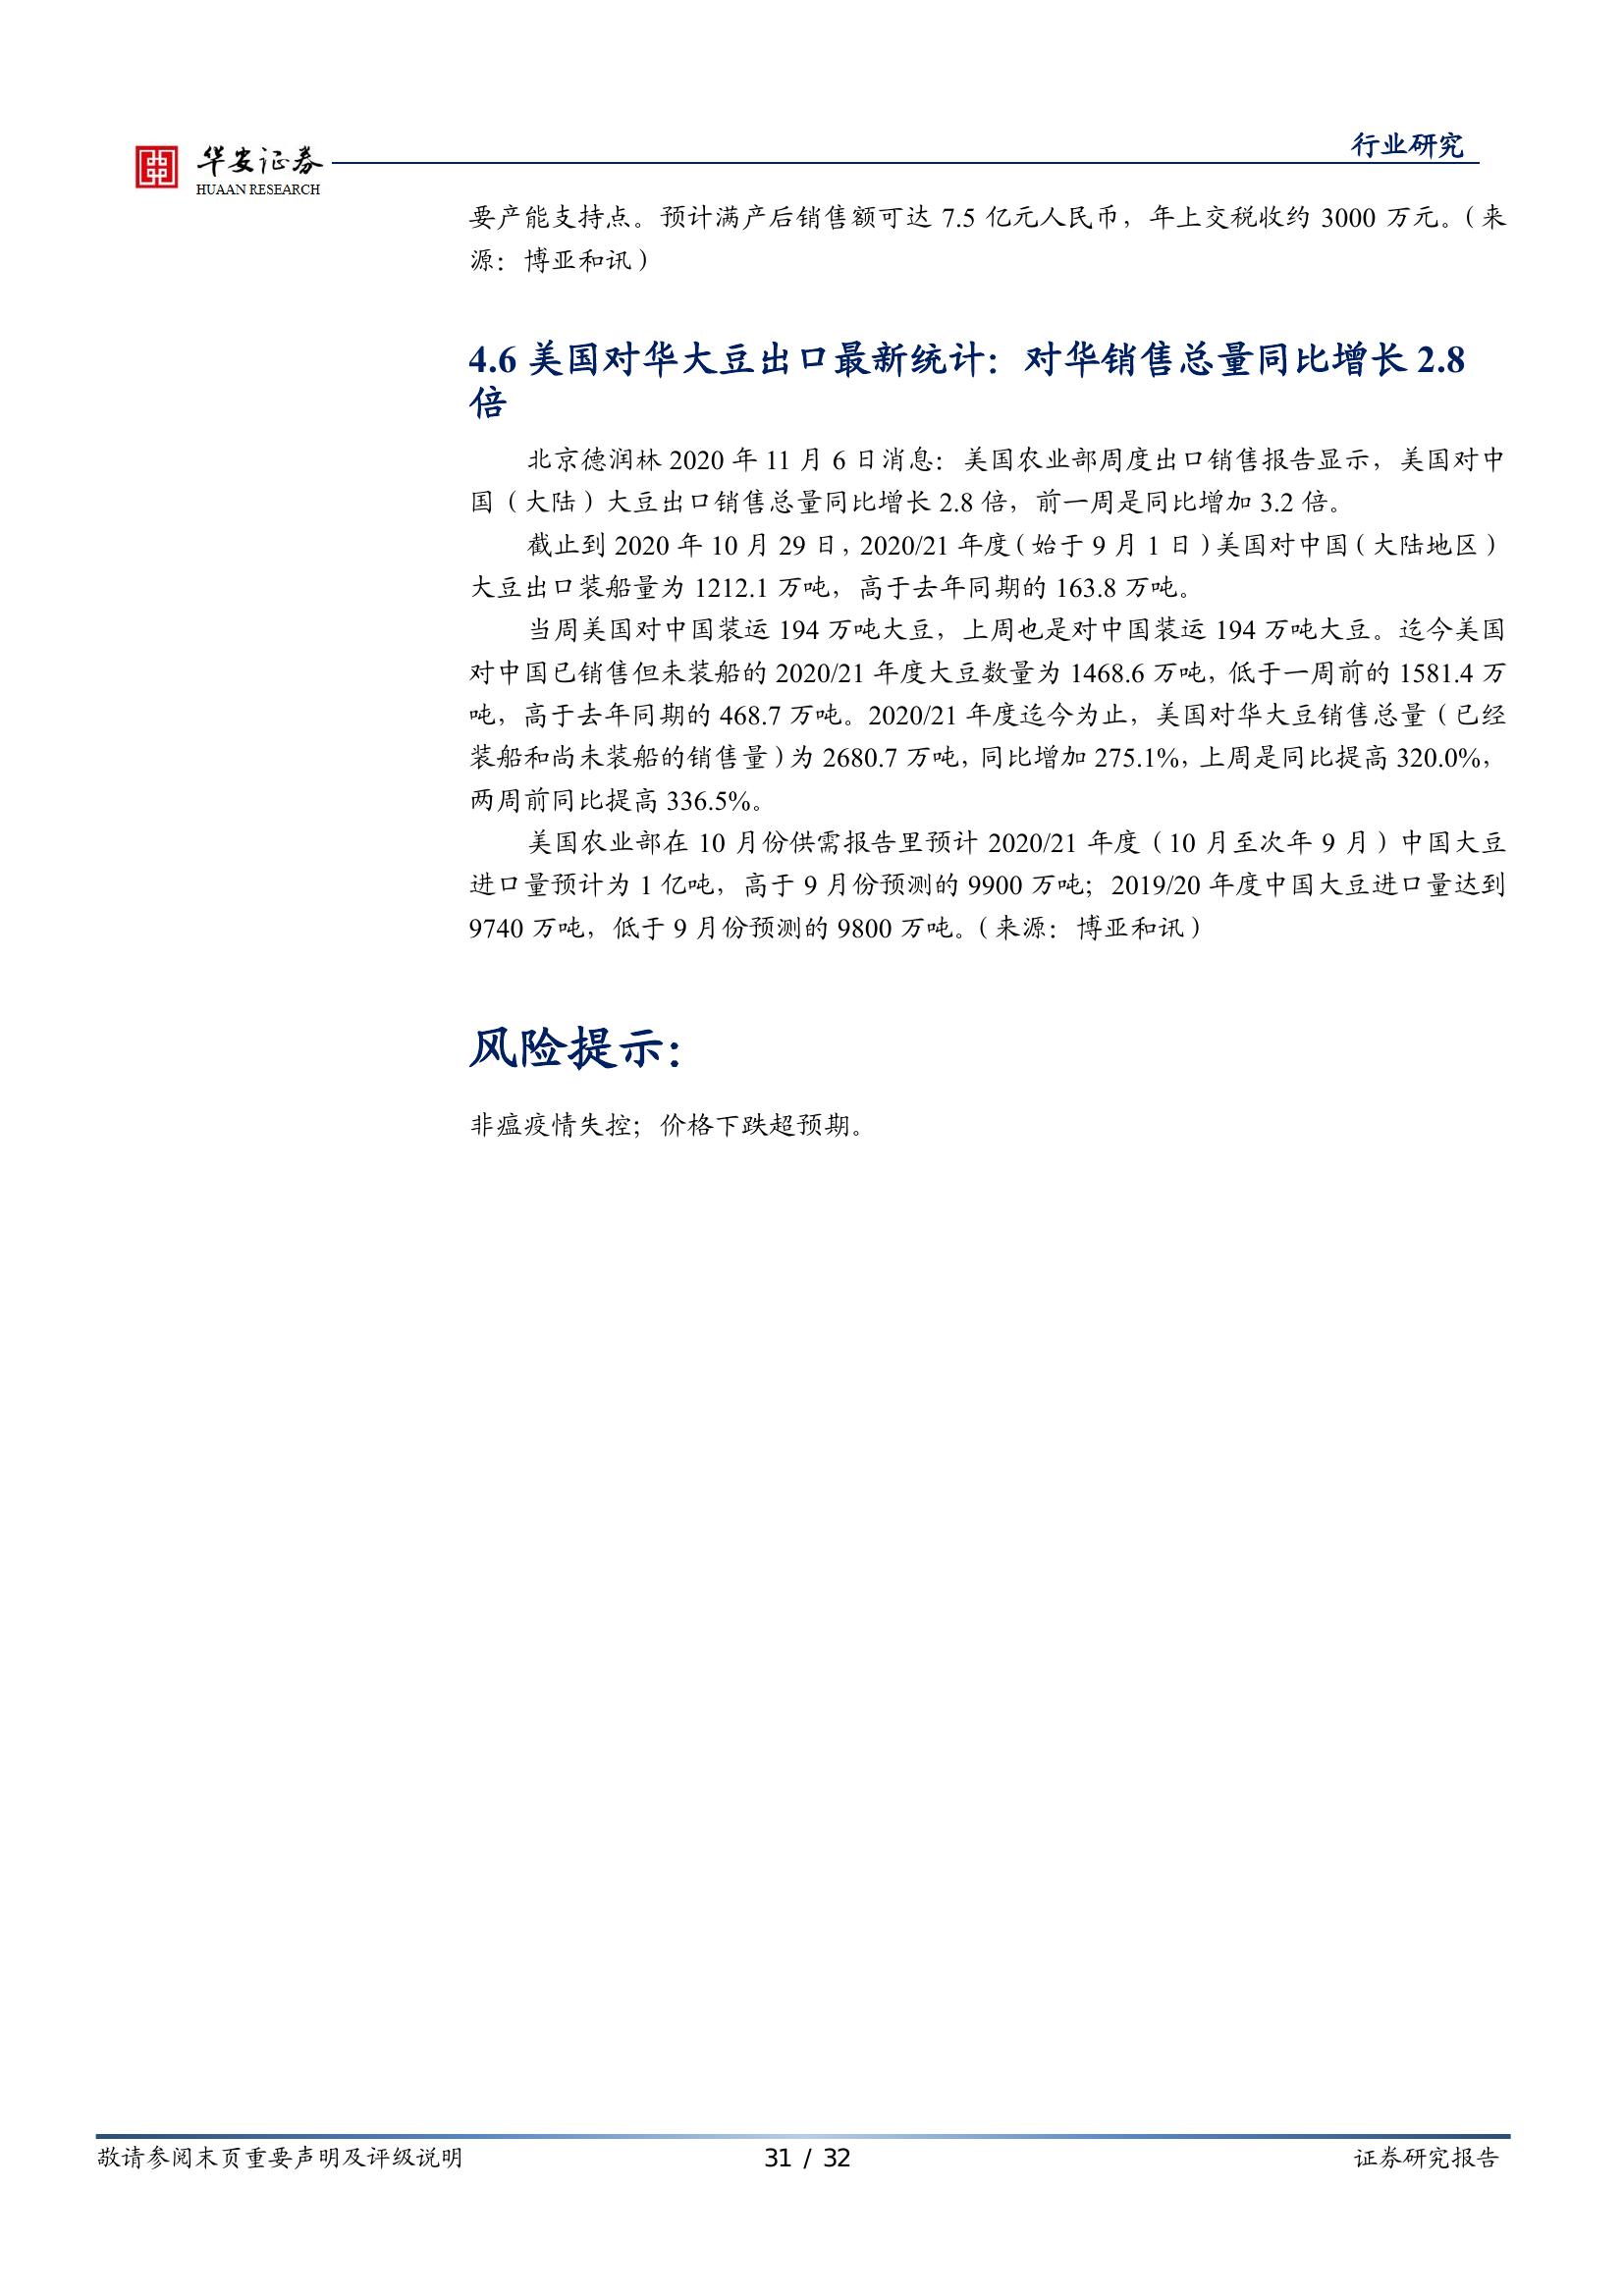 华安证券
HUAAN RESEARCH
行业研究
要产能支持点。预计满产后销售额可达 7.5 亿元人民币，年上交税收约 3000 万元。（来
源：博亚和讯）
4.6 美国对华大豆出口最新统计：对华销售总量同比增长 2.8
倍
北京德润林 2020 年 11 月 6 日消息：美国农业部周度出口销售报告显示，美国对中
国（大陆）大豆出口销售总量同比增长 2.8 倍，前一周是同比增加 3.2 倍。
截止到 2020 年 10 月 29 日，2020/21 年度（始于 9 月 1 日）美国对中国（大陆地区）
大豆出口装船量为 1212.1 万吨，高于去年同期的 163.8 万吨。
当周美国对中国装运 194 万吨大豆，上周也是对中国装运 194 万吨大豆。迄今美国
对中国已销售但未装船的 2020/21 年度大豆数量为 1468.6 万吨，低于一周前的 1581.4 万
吨，高于去年同期的 468.7 万吨。2020/21 年度迄今为止，美国对华大豆销售总量（已经
装船和尚未装船的销售量）为 2680.7 万吨，同比增加 275.1%，上周是同比提高 320.0%，
两周前同比提高 336.5%。
美国农业部在 10 月份供需报告里预计 2020/21 年度（10 月至次年 9 月）中国大豆
进口量预计为 1 亿吨，高于 9 月份预测的 9900 万吨；2019/20 年度中国大豆进口量达到
9740 万吨，低于 9 月份预测的 9800 万吨。（来源：博亚和讯）
风险提示：
非瘟疫情失控；价格下跌超预期。
敬请参阅末页重要声明及评级说明
31 / 32
证券研究报告